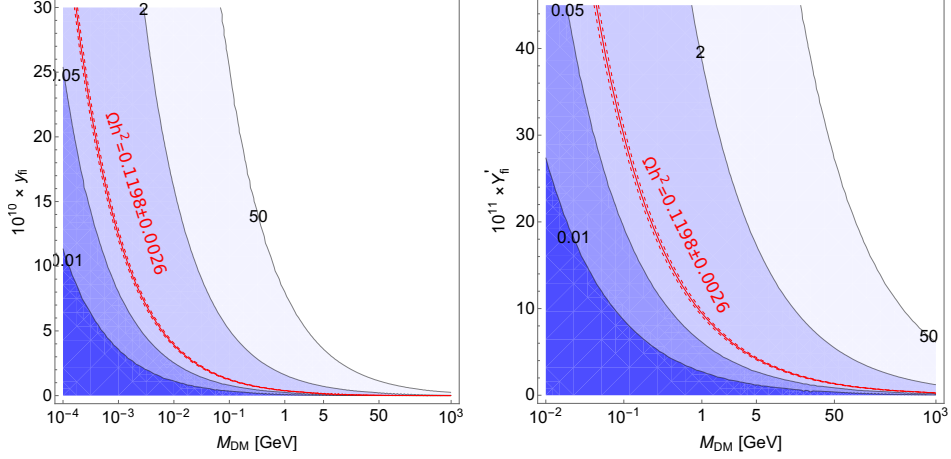 30
25
20
15
10
5
0
10¹⁰ × y_fi
2
0.05
0.01
50
Ωh²=0.1198±0.0026
10⁻⁴ 10⁻³ 10⁻² 10⁻¹ 1 5 50 10³
M_DM [GeV]
40
30
20
10
0
10¹¹ × Y'_fi
0.05
2
0.01
50
Ωh²=0.1198±0.0026
10⁻² 10⁻¹ 1 5 50 10³
M_DM [GeV]